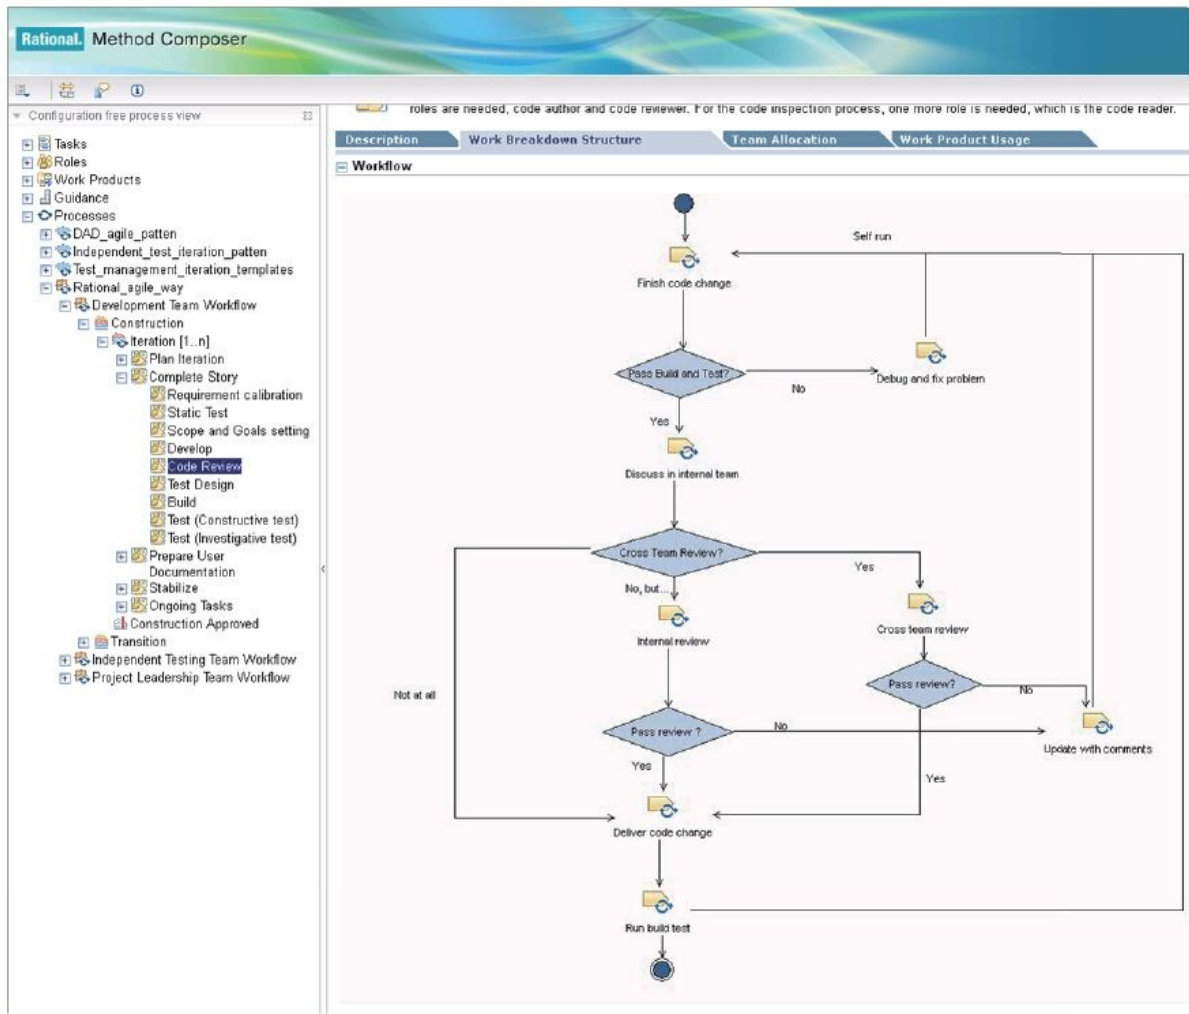 Rational. Method Composer
Configuration free process view
Tasks
Roles
Work Products
Guidance
Processes
DAD_agile_patten
Independent_test_iteration_patten
Test_management_iteration_templates
Rational_agile_way
Development Team Workflow
Construction
Iteration [1..n]
Plan Iteration
Complete Story
Requirement calibration
Static Test
Scope and Goals setting
Develop
Code Review
Test Design
Build
Test (Constructive test)
Test (Investigative test)
Prepare User
Documentation
Stabilize
Ongoing Tasks
Construction Approved
Transition
Independent Testing Team Workflow
Project Leadership Team Workflow
roles are needed, code author and code reviewer. For the code inspection process, one more role is needed, which is the code reader.
Description
Work Breakdown Structure
Team Allocation
Work Product Usage
Workflow
Self run
Finish code change
Pass Build and Test?
No
Debug and fix problem
Yes
Discuss in internal team
Cross Team Review?
Yes
No, but...
Internal review
Cross team review
Not at all
Pass review?
No
Pass review ?
No
Update with comments
Yes
Yes
Deliver code change
Run build test